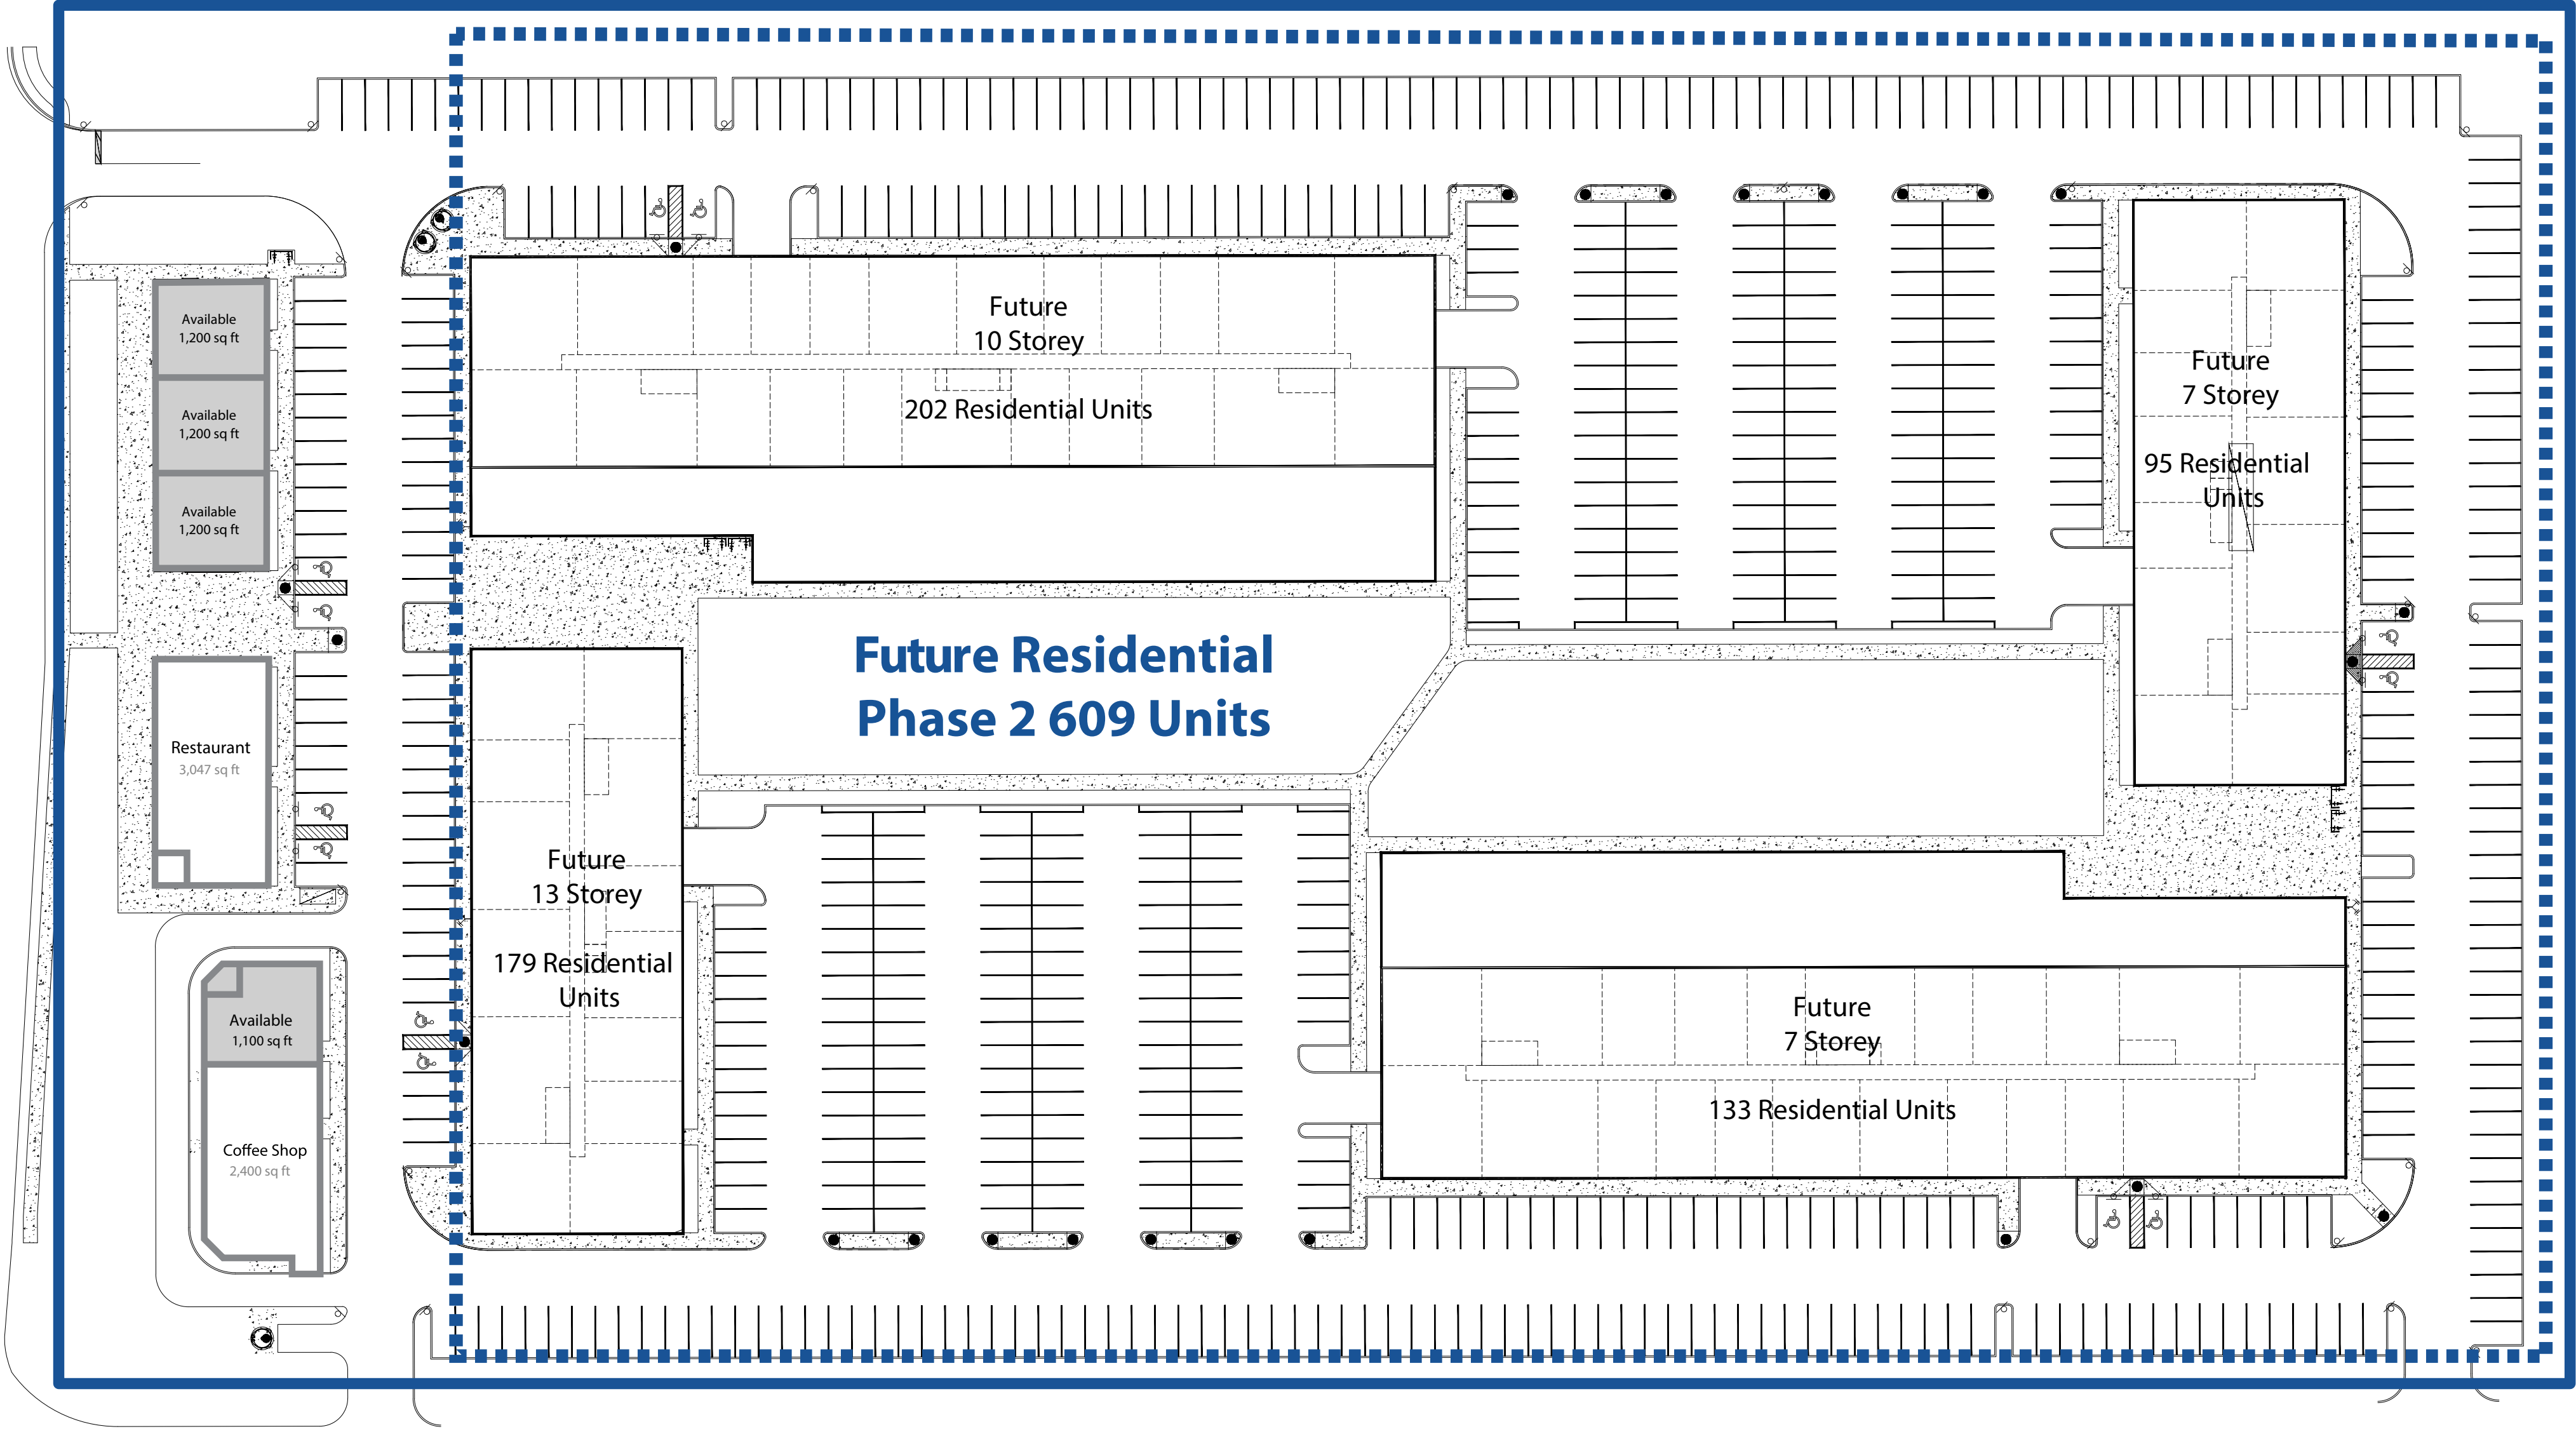 Available
1,200 sq ft
Available
1,200 sq ft
Available
1,200 sq ft
Restaurant
3,047 sq ft
Available
1,100 sq ft
Coffee Shop
2,400 sq ft
Future
10 Storey
202 Residential Units
Future
7 Storey
95 Residential
Units
Future Residential
Phase 2 609 Units
Future
13 Storey
179 Residential
Units
Future
7 Storey
133 Residential Units